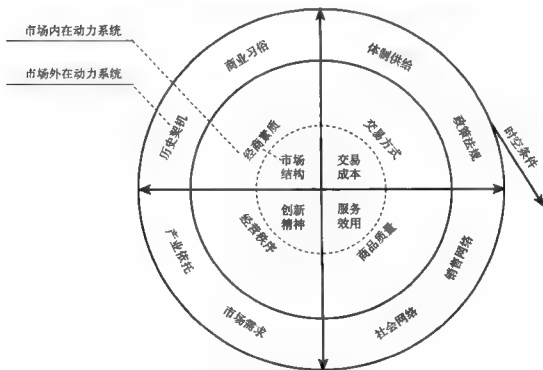 市场内在动力系统
市场外在动力系统
商业习俗
体制供给
历史契机
政策法规
时空条件
经商素质
交易方式
市场
结构
交易
成本
创新
精神
服务
效用
经营秩序
商品质量
产业依托
销售网络
市场需求
社会网络